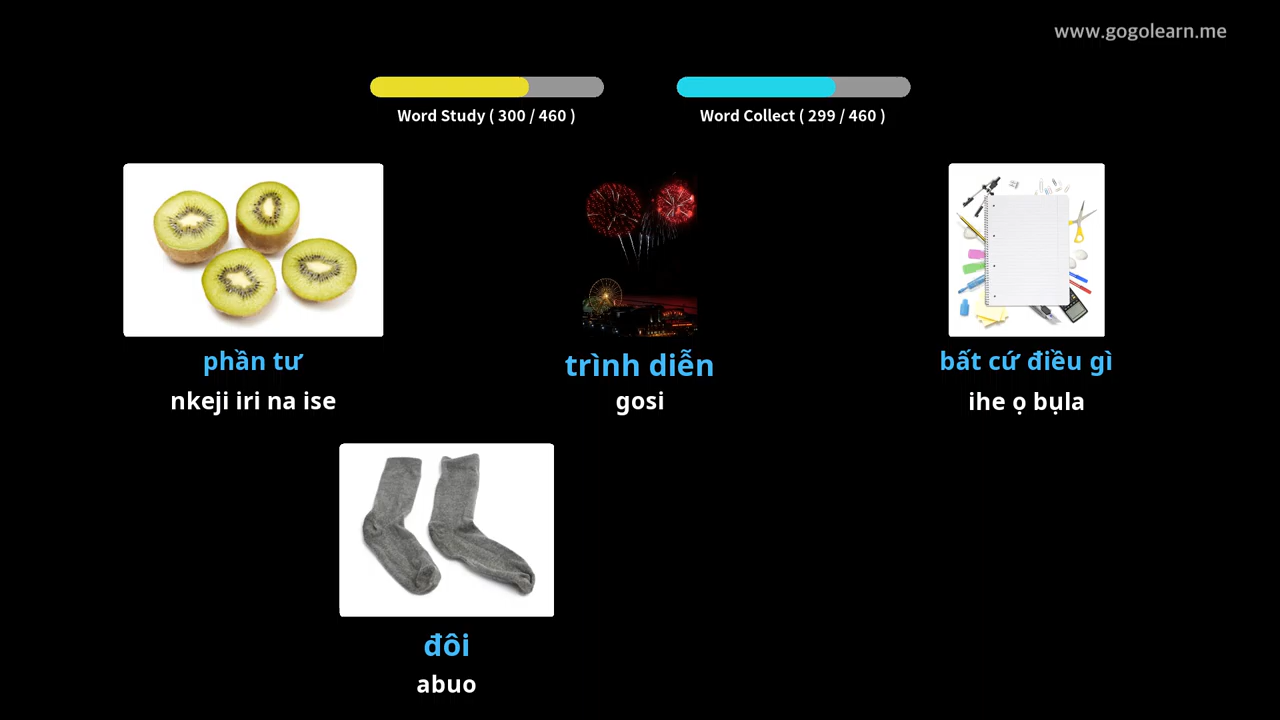 www.gogolearn.me
Word Study ( 300 / 460 )
Word Collect ( 299 / 460 )
phần tư
nkeji iri na ise
trình diễn
gosi
bất cứ điều gì
ihe ọ bụla
đôi
abuo